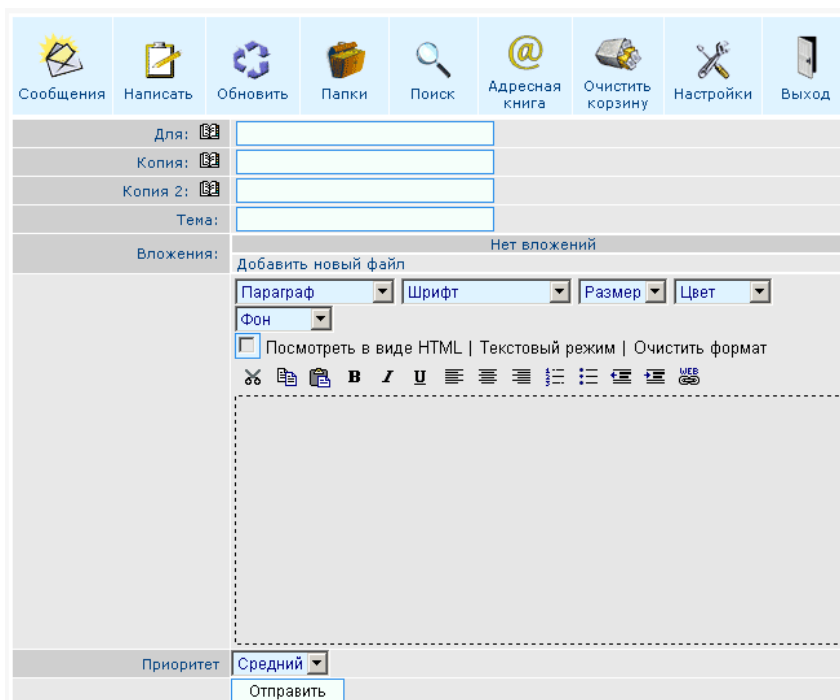 Сообщения Написать Обновить Папки Поиск Адресная книга Очистить корзину Настройки Выход
Для:
Копия:
Копия 2:
Тема:
Вложения:
Нет вложений
Добавить новый файл
Параграф Шрифт Размер Цвет
Фон
Посмотреть в виде HTML | Текстовый режим | Очистить формат
B I U WEB
Приоритет Средний
Отправить